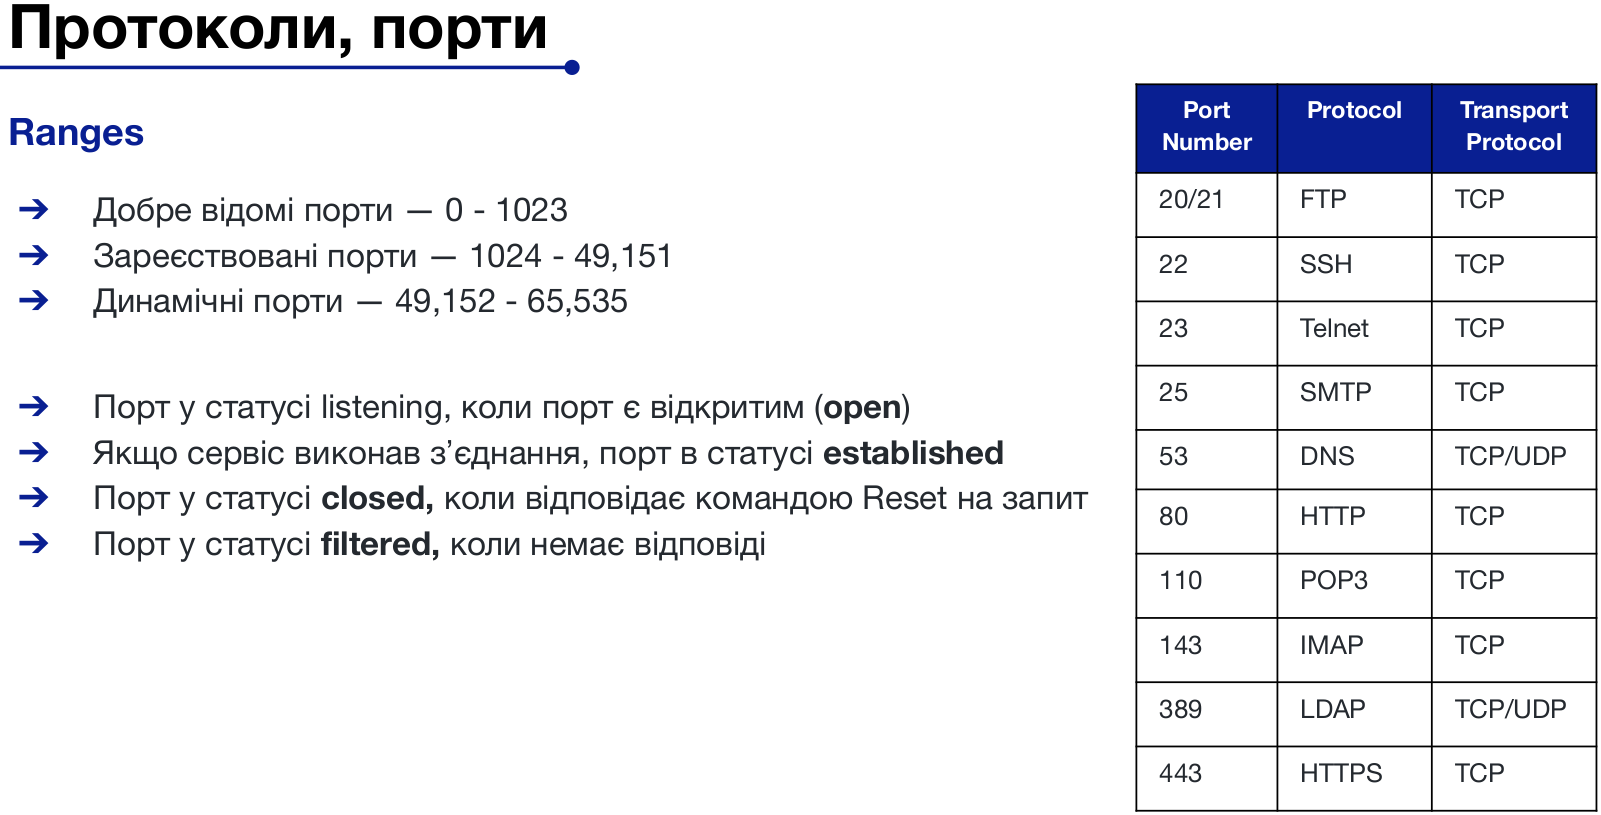 Протоколи, порти
Ranges
➔ Добре відомі порти — 0 - 1023
➔ Зареєствовані порти — 1024 - 49,151
➔ Динамічні порти — 49,152 - 65,535
➔ Порт у статусі listening, коли порт є відкритим (open)
➔ Якщо сервіс виконав з’єднання, порт в статусі established
➔ Порт у статусі closed, коли відповідає командою Reset на запит
➔ Порт у статусі filtered, коли немає відповіді
Port Number Protocol Transport Protocol
20/21 FTP TCP
22 SSH TCP
23 Telnet TCP
25 SMTP TCP
53 DNS TCP/UDP
80 HTTP TCP
110 POP3 TCP
143 IMAP TCP
389 LDAP TCP/UDP
443 HTTPS TCP